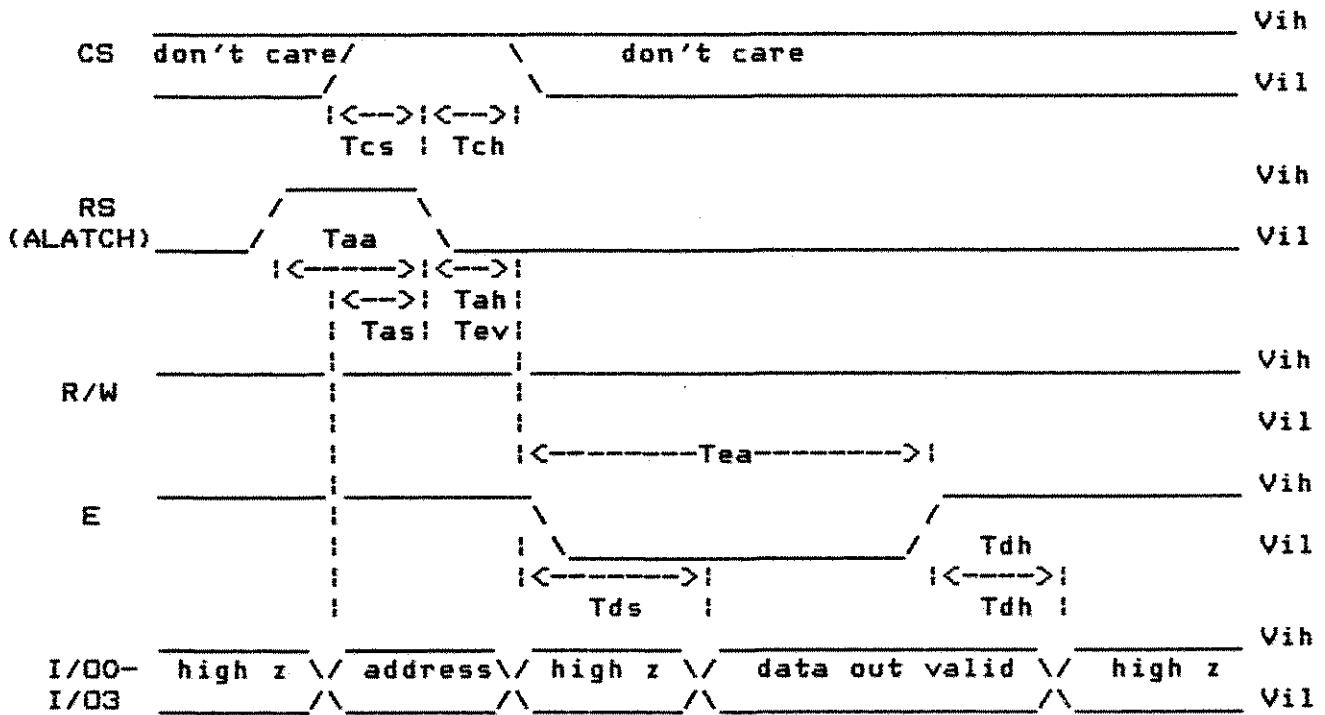 Vih
CS don't care/ \ don't care
Vil
|<-->|<-->|
Tcs | Tch
Vih
RS
(ALATCH) Taa Vil
|<------>|<-->|
|<-->| Tah|
Tas| Tev|
Vih
R/W
Vil
|<--------Tea--------->|
Vih
E
Tdh Vil
|<-------->| |<----->|
Tds | Tdh |
Vih
I/O0- high z \/ address\/ high z \/ data out valid \/ high z
I/O3 Vil